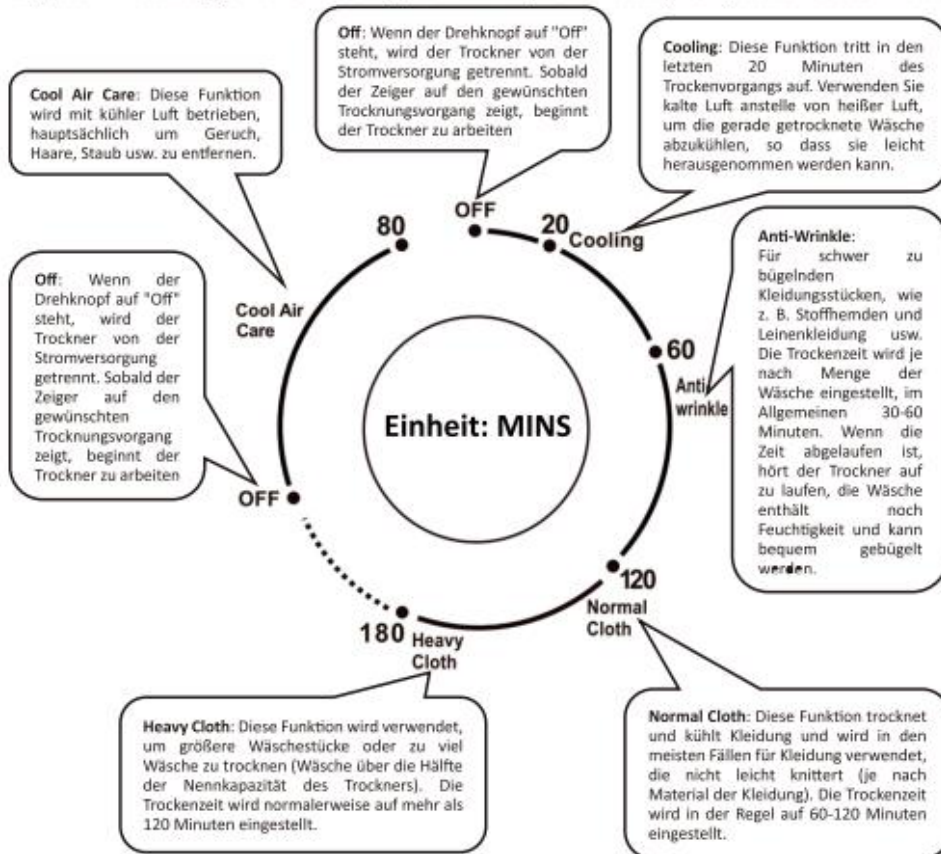 Off: Wenn der Drehknopf auf "Off"
steht, wird der Trockner von der
Stromversorgung getrennt. Sobald
der Zeiger auf den gewünschten
Trocknungsvorgang zeigt, beginnt
der Trockner zu arbeiten
Cooling: Diese Funktion tritt in den
letzten 20 Minuten des
Trockenvorgangs auf. Verwenden Sie
kalte Luft anstelle von heißer Luft,
um die gerade getrocknete Wäsche
abzukühlen, so dass sie leicht
herausgenommen werden kann.
Cool Air Care: Diese Funktion
wird mit kühler Luft betrieben,
hauptsächlich um Geruch,
Haare, Staub usw. zu entfernen.
80
OFF
20
Cooling
Anti-Wrinkle:
Für schwer zu
bügelnden
Kleidungsstücken, wie
z. B. Stoffhemden und
Leinenkleidung usw.
Die Trockenzeit wird je
nach Menge der
Wäsche eingestellt, im
Allgemeinen 30-60
Minuten. Wenn die
Zeit abgelaufen ist,
hört der Trockner auf
zu laufen, die Wäsche
enthält noch
Feuchtigkeit und kann
bequem gebügelt
werden.
Off: Wenn der
Drehknopf auf "Off"
steht, wird der
Trockner von der
Stromversorgung
getrennt. Sobald der
Zeiger auf den
gewünschten
Trocknungsvorgang
zeigt, beginnt der
Trockner zu arbeiten
Cool Air
Care
60
Anti-
wrinkle
Einheit: MINS
OFF
120
Normal
Cloth
180
Heavy
Cloth
Heavy Cloth: Diese Funktion wird verwendet,
um größere Wäschestücke oder zu viel
Wäsche zu trocknen (Wäsche über die Hälfte
der Nennkapazität des Trockners). Die
Trockenzeit wird normalerweise auf mehr als
120 Minuten eingestellt.
Normal Cloth: Diese Funktion trocknet
und kühlt Kleidung und wird in den
meisten Fällen für Kleidung verwendet,
die nicht leicht knittert (je nach
Material der Kleidung). Die Trockenzeit
wird in der Regel auf 60-120 Minuten
eingestellt.